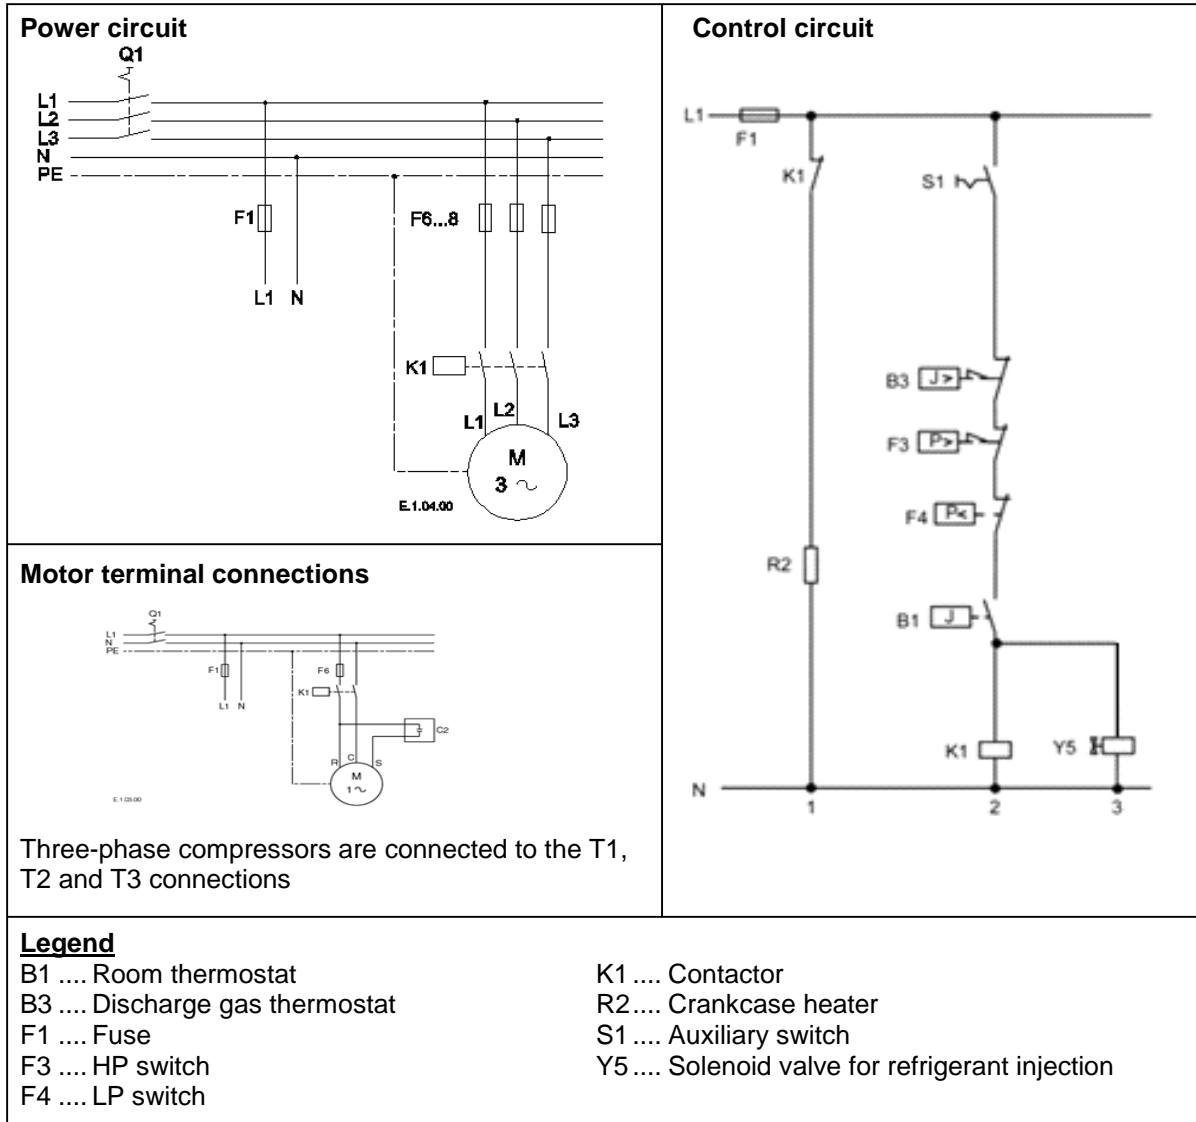 Power circuit
Q1
L1
L2
L3
N
PE
F1
F6...8
L1 N
K1
L1 L2 L3
M
3 ~
E.1.04.00
Motor terminal connections
Q1
L1
N
PE
F1
F6
K1
L1 N
C2
R C S
M
1 ~
E.1.03.00
Three-phase compressors are connected to the T1,
T2 and T3 connections
Control circuit
L1
F1
K1
S1
B3 J>
F3 P>
F4 P<
R2
B1 J
K1 Y5
N
1 2 3
Legend
B1 .... Room thermostat
B3 .... Discharge gas thermostat
F1 .... Fuse
F3 .... HP switch
F4 .... LP switch
K1 .... Contactor
R2 .... Crankcase heater
S1 .... Auxiliary switch
Y5 .... Solenoid valve for refrigerant injection